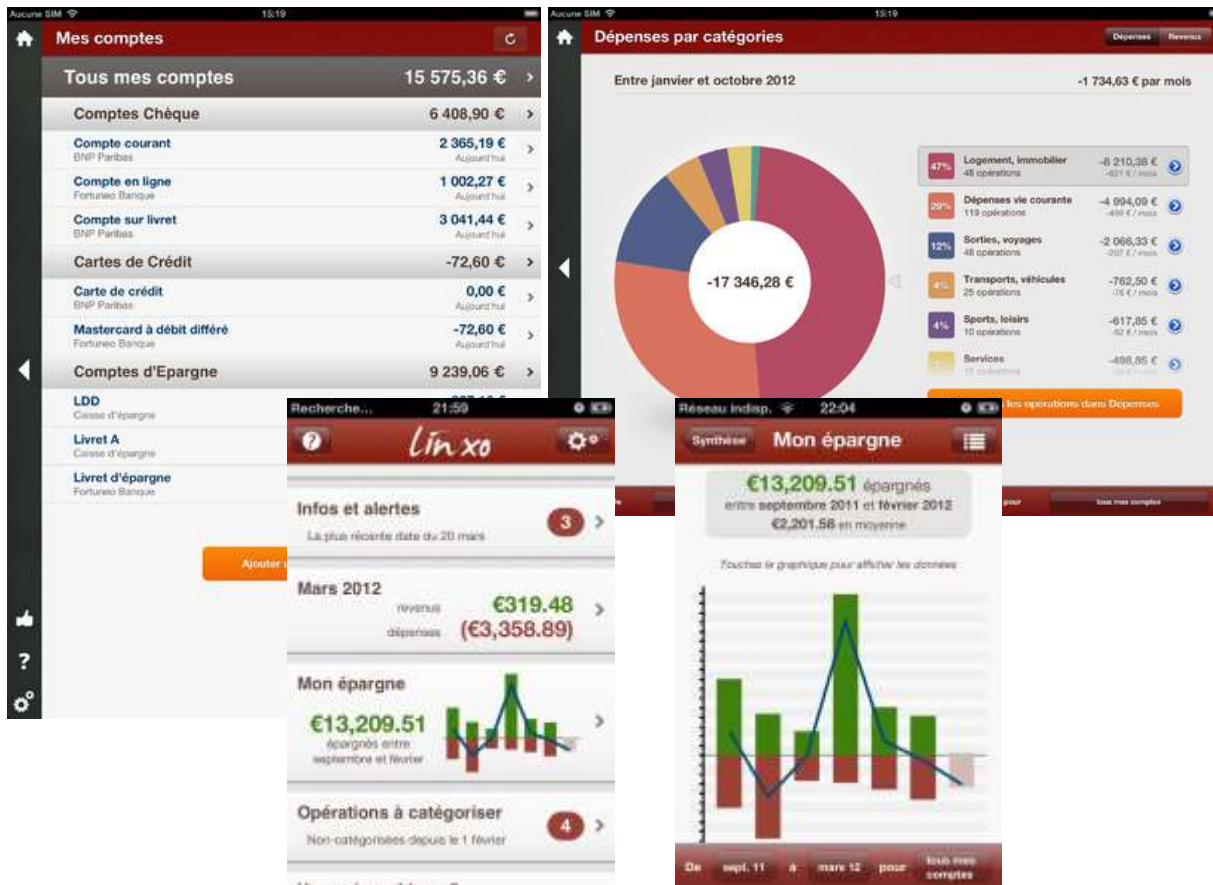 Aucune SIM 15:19
Mes comptes
Tous mes comptes 15 575,36 € >
Comptes Chèque 6 408,90 € >
Compte courant 2 365,19 € >
BNP Paribas Aujourd'hui
Compte en ligne 1 002,27 € >
Fortuneo Banque Aujourd'hui
Compte sur livret 3 041,44 € >
BNP Paribas Aujourd'hui
Cartes de Crédit -72,60 € >
Carte de crédit 0,00 € >
BNP Paribas Aujourd'hui
Mastercard à débit différé -72,60 € >
Fortuneo Banque Aujourd'hui
Comptes d'Epargne 9 239,06 € >
LDD
Caisse d'épargne
Livret A
Caisse d'épargne
Livret d'épargne
Fortuneo Banque
Ajouter
?
Aucune SIM 15:19
Dépenses par catégories Dépenses Revenus
Entre janvier et octobre 2012 -1 734,63 € par mois
-17 346,28 €
47% Logement, immobilier -8 210,38 €
48 opérations -821 € / mois
29% Dépenses vie courante -4 994,09 €
119 opérations -499 € / mois
12% Sorties, voyages -2 066,33 €
48 opérations -207 € / mois
4% Transports, véhicules -762,50 €
25 opérations -76 € / mois
4% Sports, loisirs -617,85 €
10 opérations -62 € / mois
Services -498,85 €
les opérations dans Dépenses
pour tous mes comptes
Recherche... 21:59
? Linxo
Infos et alertes
La plus récente date du 20 mars 3 >
Mars 2012
revenus €319.48 >
dépenses (€3,358.89)
Mon épargne
€13,209.51 >
épargnés entre
septembre et février
Opérations à catégoriser
Non-catégorisées depuis le 1 février 4 >
Réseau indisp. 22:04
Synthèse Mon épargne
€13,209.51 épargnés
entre septembre 2011 et février 2012
€2,201.58 en moyenne
Touchez le graphique pour afficher les données
De sept. 11 à mars 12 pour tous mes comptes